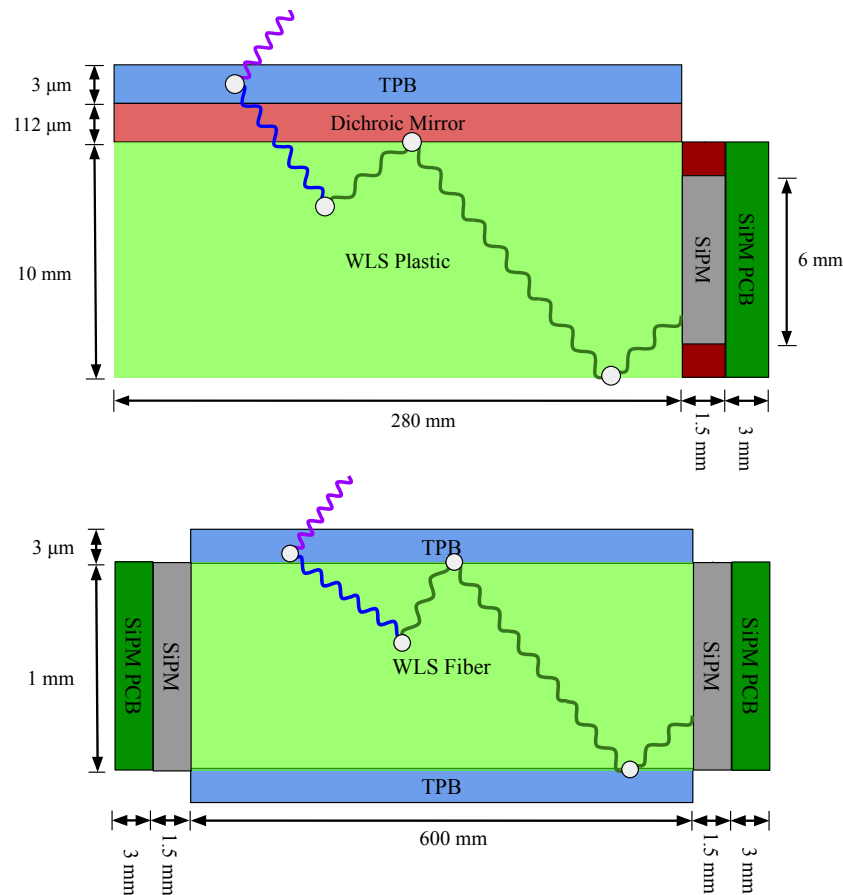 3 μm
TPB
112 μm
Dichroic Mirror
10 mm
WLS Plastic
SiPM
SiPM PCB
6 mm
280 mm
1.5 mm
3 mm
3 μm
TPB
SiPM PCB
SiPM
1 mm
WLS Fiber
SiPM
SiPM PCB
TPB
3 mm
1.5 mm
600 mm
1.5 mm
3 mm